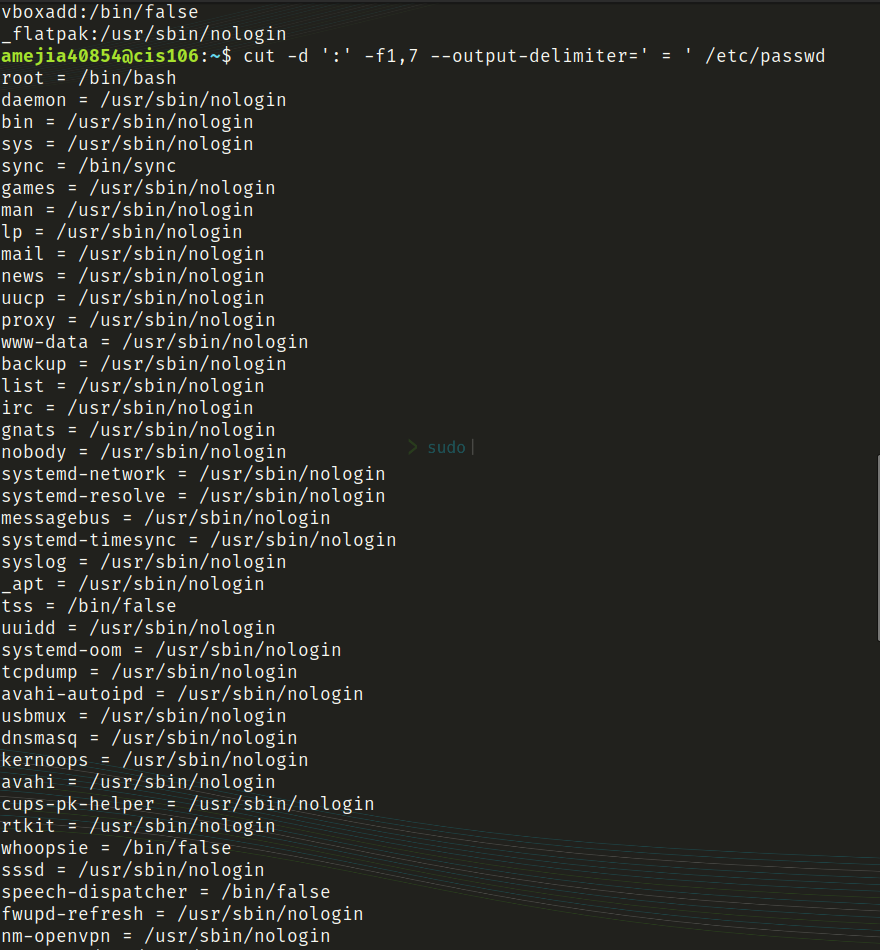 vboxadd:/bin/false
_flatpak:/usr/sbin/nologin
amejia40854@cis106:~$ cut -d ':' -f1,7 --output-delimiter=' = ' /etc/passwd
root = /bin/bash
daemon = /usr/sbin/nologin
bin = /usr/sbin/nologin
sys = /usr/sbin/nologin
sync = /bin/sync
games = /usr/sbin/nologin
man = /usr/sbin/nologin
lp = /usr/sbin/nologin
mail = /usr/sbin/nologin
news = /usr/sbin/nologin
uucp = /usr/sbin/nologin
proxy = /usr/sbin/nologin
www-data = /usr/sbin/nologin
backup = /usr/sbin/nologin
list = /usr/sbin/nologin
irc = /usr/sbin/nologin
gnats = /usr/sbin/nologin
nobody = /usr/sbin/nologin
> sudo|
systemd-network = /usr/sbin/nologin
systemd-resolve = /usr/sbin/nologin
messagebus = /usr/sbin/nologin
systemd-timesync = /usr/sbin/nologin
syslog = /usr/sbin/nologin
_apt = /usr/sbin/nologin
tss = /bin/false
uuidd = /usr/sbin/nologin
systemd-oom = /usr/sbin/nologin
tcpdump = /usr/sbin/nologin
avahi-autoipd = /usr/sbin/nologin
usbmux = /usr/sbin/nologin
dnsmasq = /usr/sbin/nologin
kernoops = /usr/sbin/nologin
avahi = /usr/sbin/nologin
cups-pk-helper = /usr/sbin/nologin
rtkit = /usr/sbin/nologin
whoopsie = /bin/false
sssd = /usr/sbin/nologin
speech-dispatcher = /bin/false
fwupd-refresh = /usr/sbin/nologin
nm-openvpn = /usr/sbin/nologin